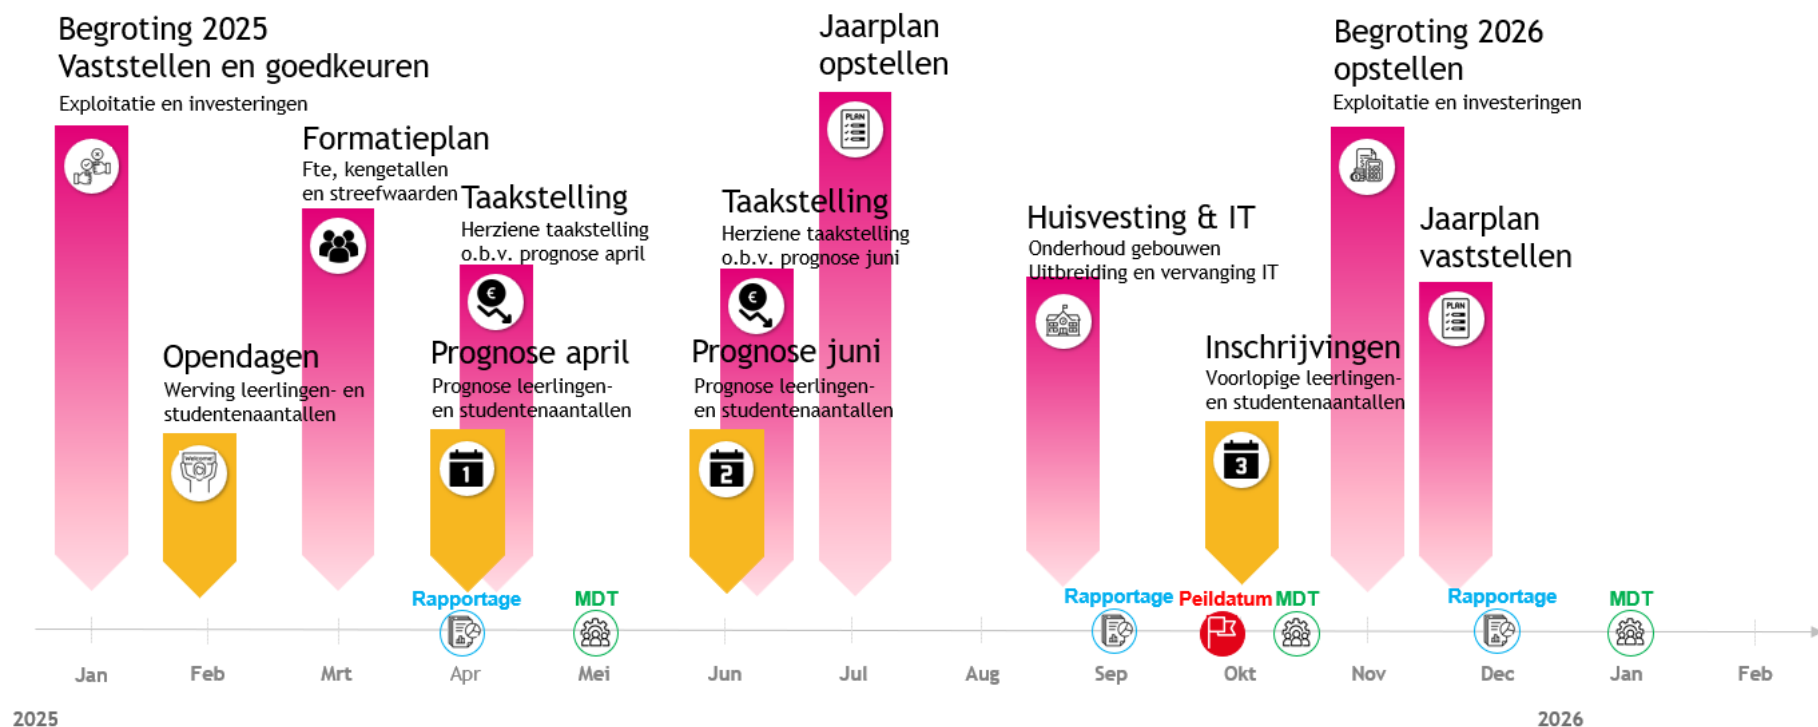 Begroting 2025
Vaststellen en goedkeuren
Exploitatie en investeringen
Formatieplan
Fte, kengetallen
en streefwaarden
Opendagen
Werving leerlingen- en
studentenaantallen
Welcome!
Taakstelling
Herziene taakstelling
o.b.v. prognose april
€
Prognose april
Prognose leerlingen-
en studentenaantallen
1
Taakstelling
Herziene taakstelling
o.b.v. prognose juni
€
Prognose juni
Prognose leerlingen-
en studentenaantallen
2
Jaarplan
opstellen
PLAN
Huisvesting & IT
Onderhoud gebouwen
Uitbreiding en vervanging IT
Inschrijvingen
Voorlopige leerlingen-
en studentenaantallen
3
Begroting 2026
opstellen
Exploitatie en investeringen
Jaarplan
vaststellen
PLAN
Rapportage
MDT
Rapportage
Peildatum
MDT
Rapportage
MDT
Jan
Feb
Mrt
Apr
Mei
Jun
Jul
Aug
Sep
Okt
Nov
Dec
Jan
Feb
2025
2026